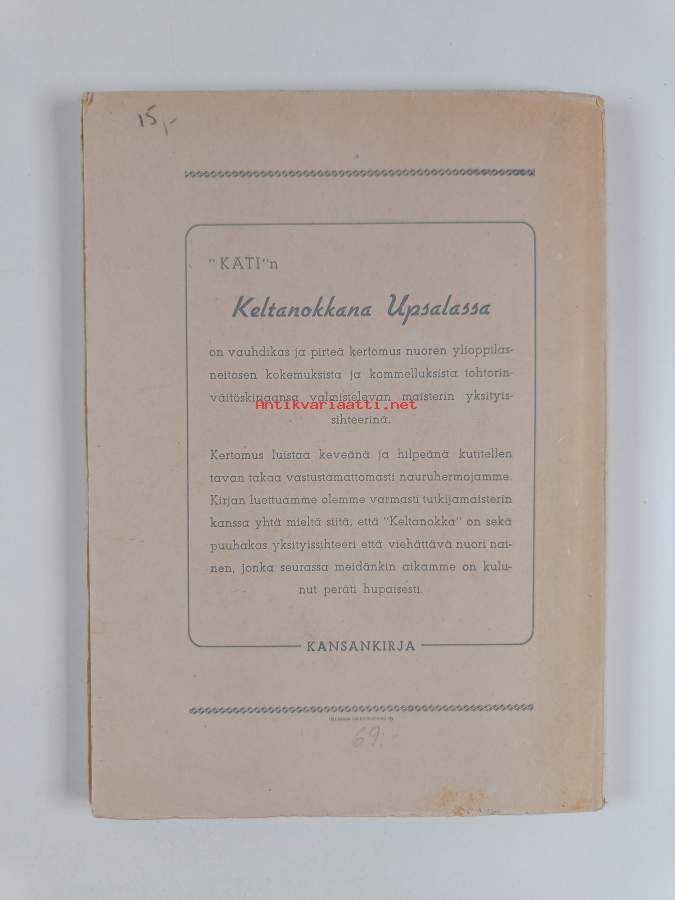 15,-
"KATI"n
Keltanokkana Upsalassa
on vauhdikas ja pirteä kertomus nuoren ylioppilas-
neitosen kokemuksista ja kommelluksista tohtorin-
väitöskirjaansa valmistelevan maisterin yksityis-
Antikvariaatti.net
sihteerinä.
Kertomus luistaa keveänä ja hilpeänä kutitellen
tavan takaa vastustamattomasti nauruhermojamme.
Kirjan luettuamme olemme varmasti tutkijamaisterin
kanssa yhtä mieltä siitä, että "Keltanokka" on sekä
puuhakas yksityissihteeri että viehättävä nuori nai-
nen, jonka seurassa meidänkin aikamme on kulu-
nut peräti hupaisesti.
KANSANKIRJA
69.-